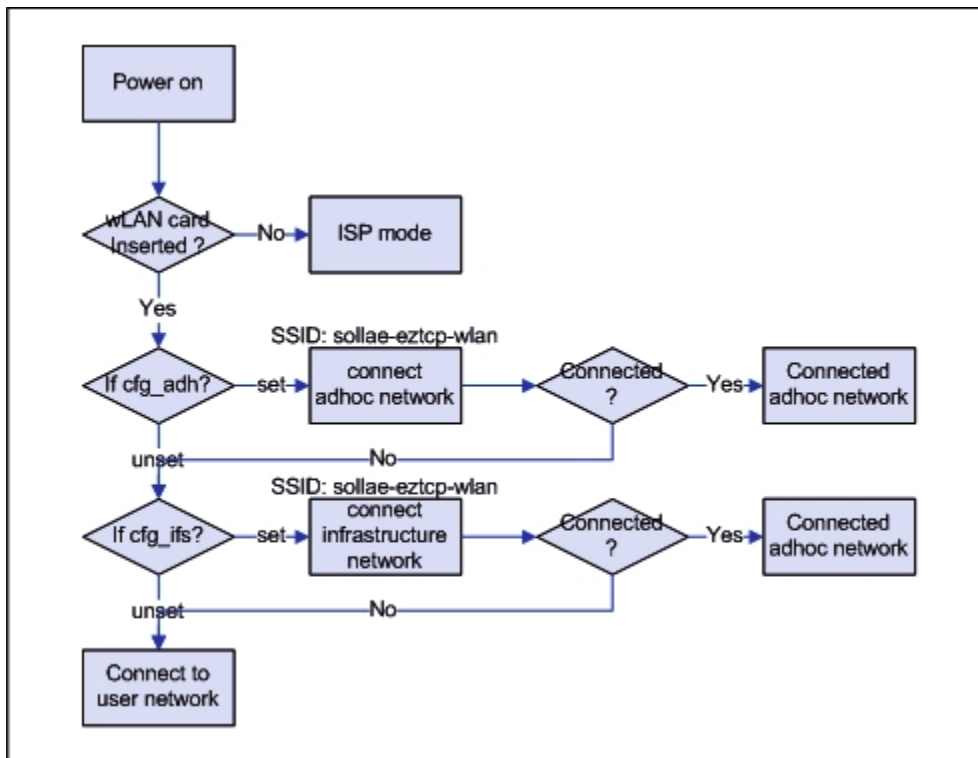 Power on
wLAN card
Inserted ?
No
ISP mode
Yes
SSID: sollae-eztcp-wlan
If cfg_adh?
set
connect
adhoc network
Connected
?
Yes
Connected
adhoc network
unset
No
SSID: sollae-eztcp-wlan
If cfg_ifs?
set
connect
infrastructure
network
Connected
?
Yes
Connected
adhoc network
unset
No
Connect to
user network